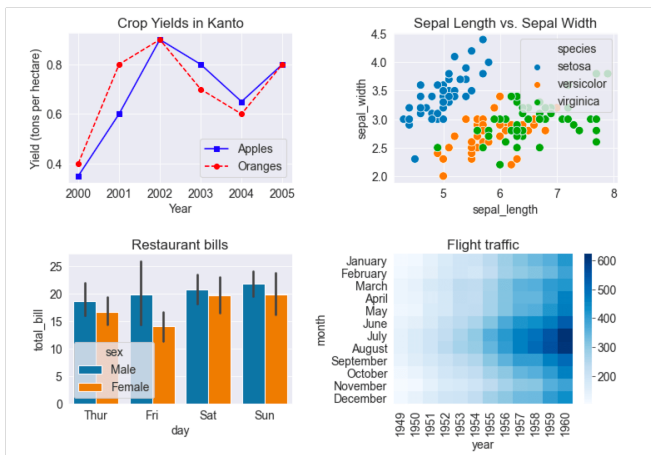 Crop Yields in Kanto
Yield (tons per hectare)
0.8
0.6
0.4
Apples
Oranges
2000 2001 2002 2003 2004 2005
Year
Sepal Length vs. Sepal Width
sepal_width
4.5
4.0
3.5
3.0
2.5
2.0
species
setosa
versicolor
virginica
5 6 7 8
sepal_length
Restaurant bills
total_bill
25
20
15
10
5
0
sex
Male
Female
Thur Fri Sat Sun
day
Flight traffic
month
January
February
March
April
May
June
July
August
September
October
November
December
1949 1950 1951 1952 1953 1954 1955 1956 1957 1958 1959 1960
year
600
500
400
300
200